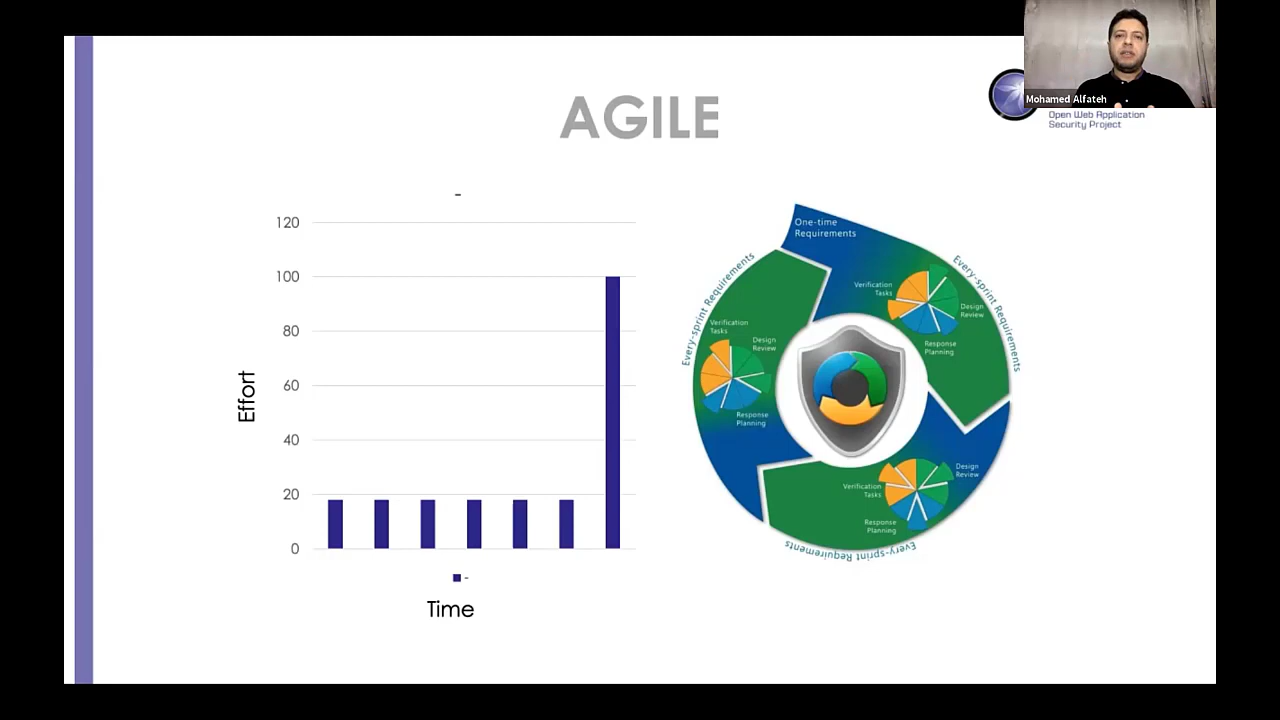 Mohamed Alfateh
Open Web Application
Security Project
AGILE
-
120
100
80
60
40
20
0
Effort
-
Time
One-time
Requirements
Every-sprint Requirements
Verification
Tasks
Design
Review
Response
Planning
Every-sprint Requirements
Verification
Tasks
Design
Review
Response
Planning
Every-sprint Requirements
Verification
Tasks
Design
Review
Response
Planning